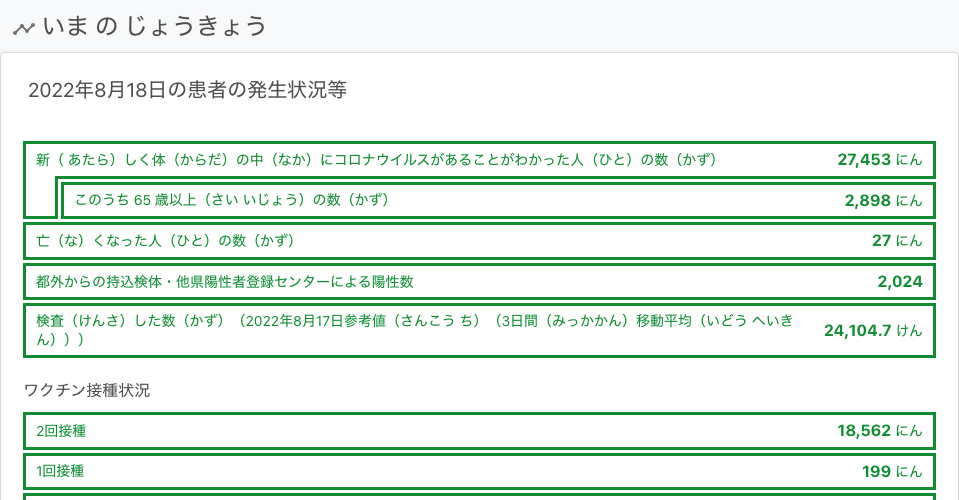 いま の じょうきょう
2022年8月18日の患者の発生状況等
新（ あたら）しく体（からだ）の中（なか）にコロナウイルスがあることがわかった人（ひと）の数（かず） 27,453 にん
このうち 65 歳以上（さい いじょう）の数（かず） 2,898 にん
亡（な）くなった人（ひと）の数（かず） 27 にん
都外からの持込検体・他県陽性者登録センターによる陽性数 2,024
検査（けんさ）した数（かず）（2022年8月17日参考値（さんこう ち）（3日間（みっかかん）移動平均（いどう へいき
ん））） 24,104.7 けん
ワクチン接種状況
2回接種 18,562 にん
1回接種 199 にん